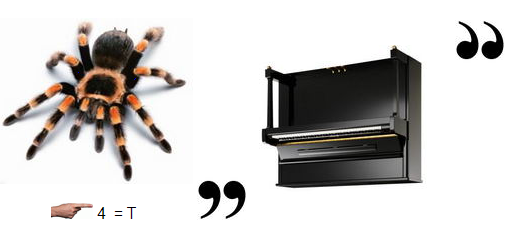 ,,
4 = T
,,